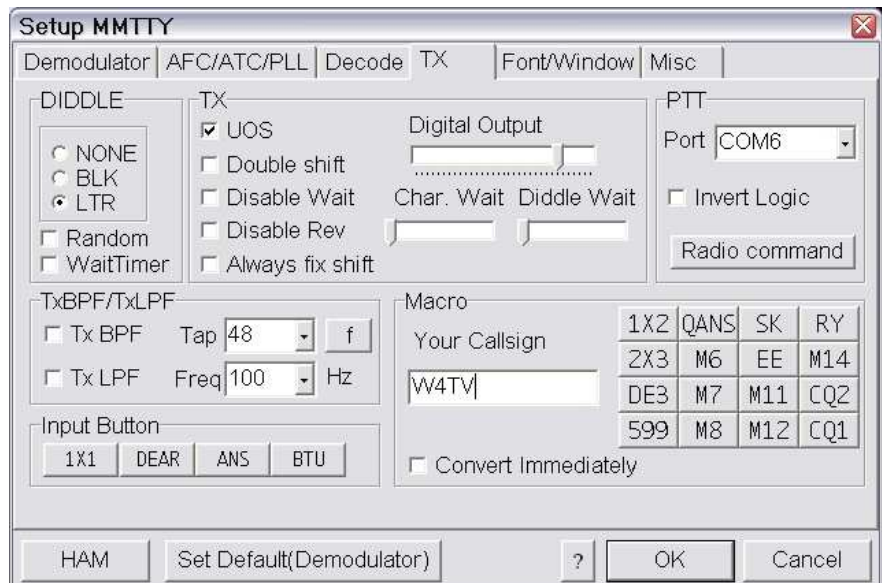 Setup MMTTY
Demodulator AFC/ATC/PLL Decode TX Font/Window Misc
DIDDLE
NONE
BLK
LTR
Random
WaitTimer
TX
UOS
Double shift
Disable Wait
Disable Rev
Always fix shift
Digital Output
Char. Wait Diddle Wait
PTT
Port COM6
Invert Logic
Radio command
TxBPF/TxLPF
Tx BPF Tap 48 f
Tx LPF Freq 100 Hz
Input Button
1X1 DEAR ANS BTU
Macro
Your Callsign
W4TV
Convert Immediately
1X2 QANS SK RY
2X3 M6 EE M14
DE3 M7 M11 CQ2
599 M8 M12 CQ1
HAM Set Default(Demodulator) ? OK Cancel